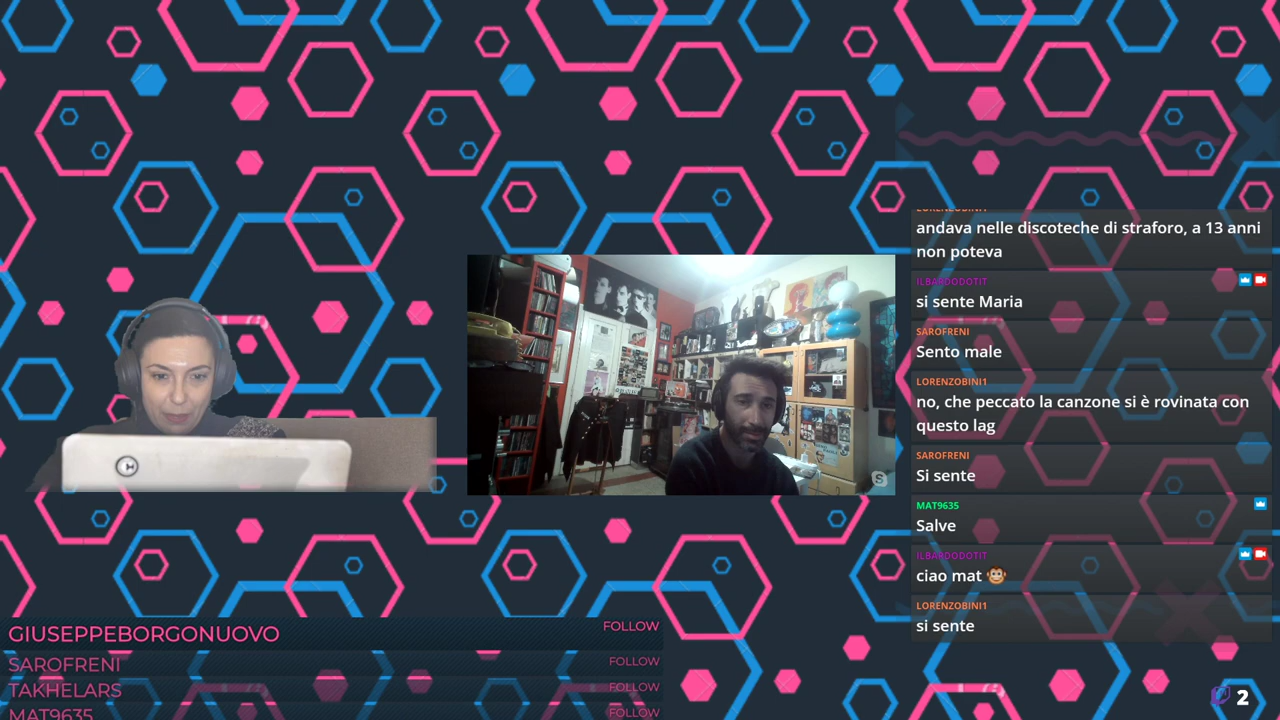 LORENZOBINI1
andava nelle discoteche di straforo, a 13 anni
non poteva
ILBARDODOTIT
si sente Maria
SAROFRENI
Sento male
LORENZOBINI1
no, che peccato la canzone si è rovinata con
questo lag
SAROFRENI
Si sente
MAT9635
Salve
ILBARDODOTIT
ciao mat
LORENZOBINI1
si sente
GIUSEPPEBORGONUOVO FOLLOW
SAROFRENI FOLLOW
TAKHELARS FOLLOW
MAT9635 FOLLOW
2